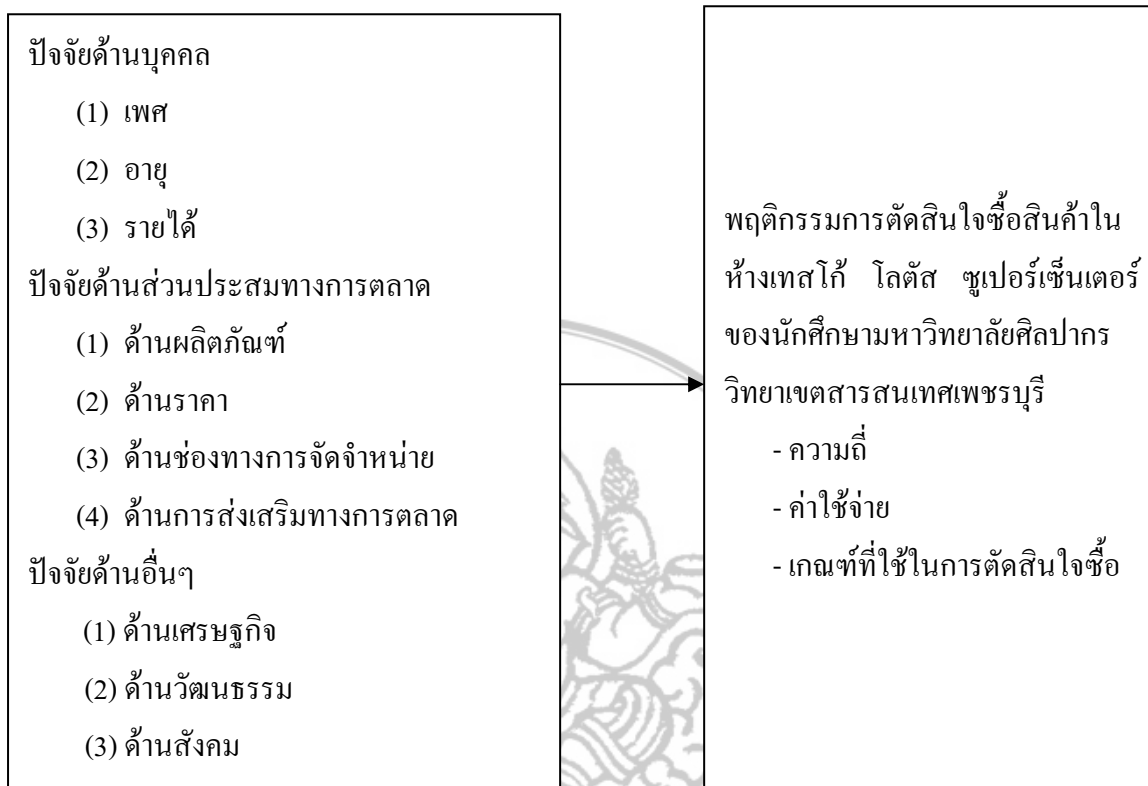 ปัจจัยด้านบุคคล
(1) เพศ
(2) อายุ
(3) รายได้
ปัจจัยด้านส่วนประสมทางการตลาด
(1) ด้านผลิตภัณฑ์
(2) ด้านราคา
(3) ด้านช่องทางการจัดจำหน่าย
(4) ด้านการส่งเสริมทางการตลาด
ปัจจัยด้านอื่นๆ
(1) ด้านเศรษฐกิจ
(2) ด้านวัฒนธรรม
(3) ด้านสังคม
พฤติกรรมการตัดสินใจซื้อสินค้าใน
ห้างเทสโก้ โลตัส ซูเปอร์เซ็นเตอร์
ของนักศึกษามหาวิทยาลัยศิลปากร
วิทยาเขตสารสนเทศเพชรบุรี
- ความถี่
- ค่าใช้จ่าย
- เกณฑ์ที่ใช้ในการตัดสินใจซื้อ